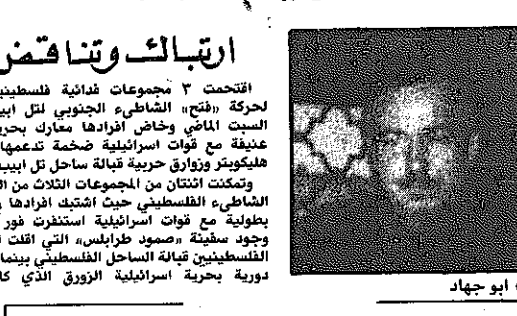 ارتباك وتناقض
اقتحمت ٣ مجموعات فدائية فلسطينية
لحركة «فتح» الشاطىء الجنوبي لتل ابيب
السبت الماضي وخاض افرادها معارك بحرية
عنيفة مع قوات اسرائيلية ضخمة تدعمها
هليكوبتر وزوارق حربية قبالة ساحل تل ابيب
وتمكنت اثنتان من المجموعات الثلاث من
الشاطىء الفلسطيني حيث اشتبك افرادها
بطولية مع قوات اسرائيلية استنفرت فور
وجود سفينة «صمود طرابلس» التي اقلت
الفلسطينيين قبالة الساحل الفلسطيني بينما
دورية بحرية اسرائيلية الزورق الذي
ابو جهاد